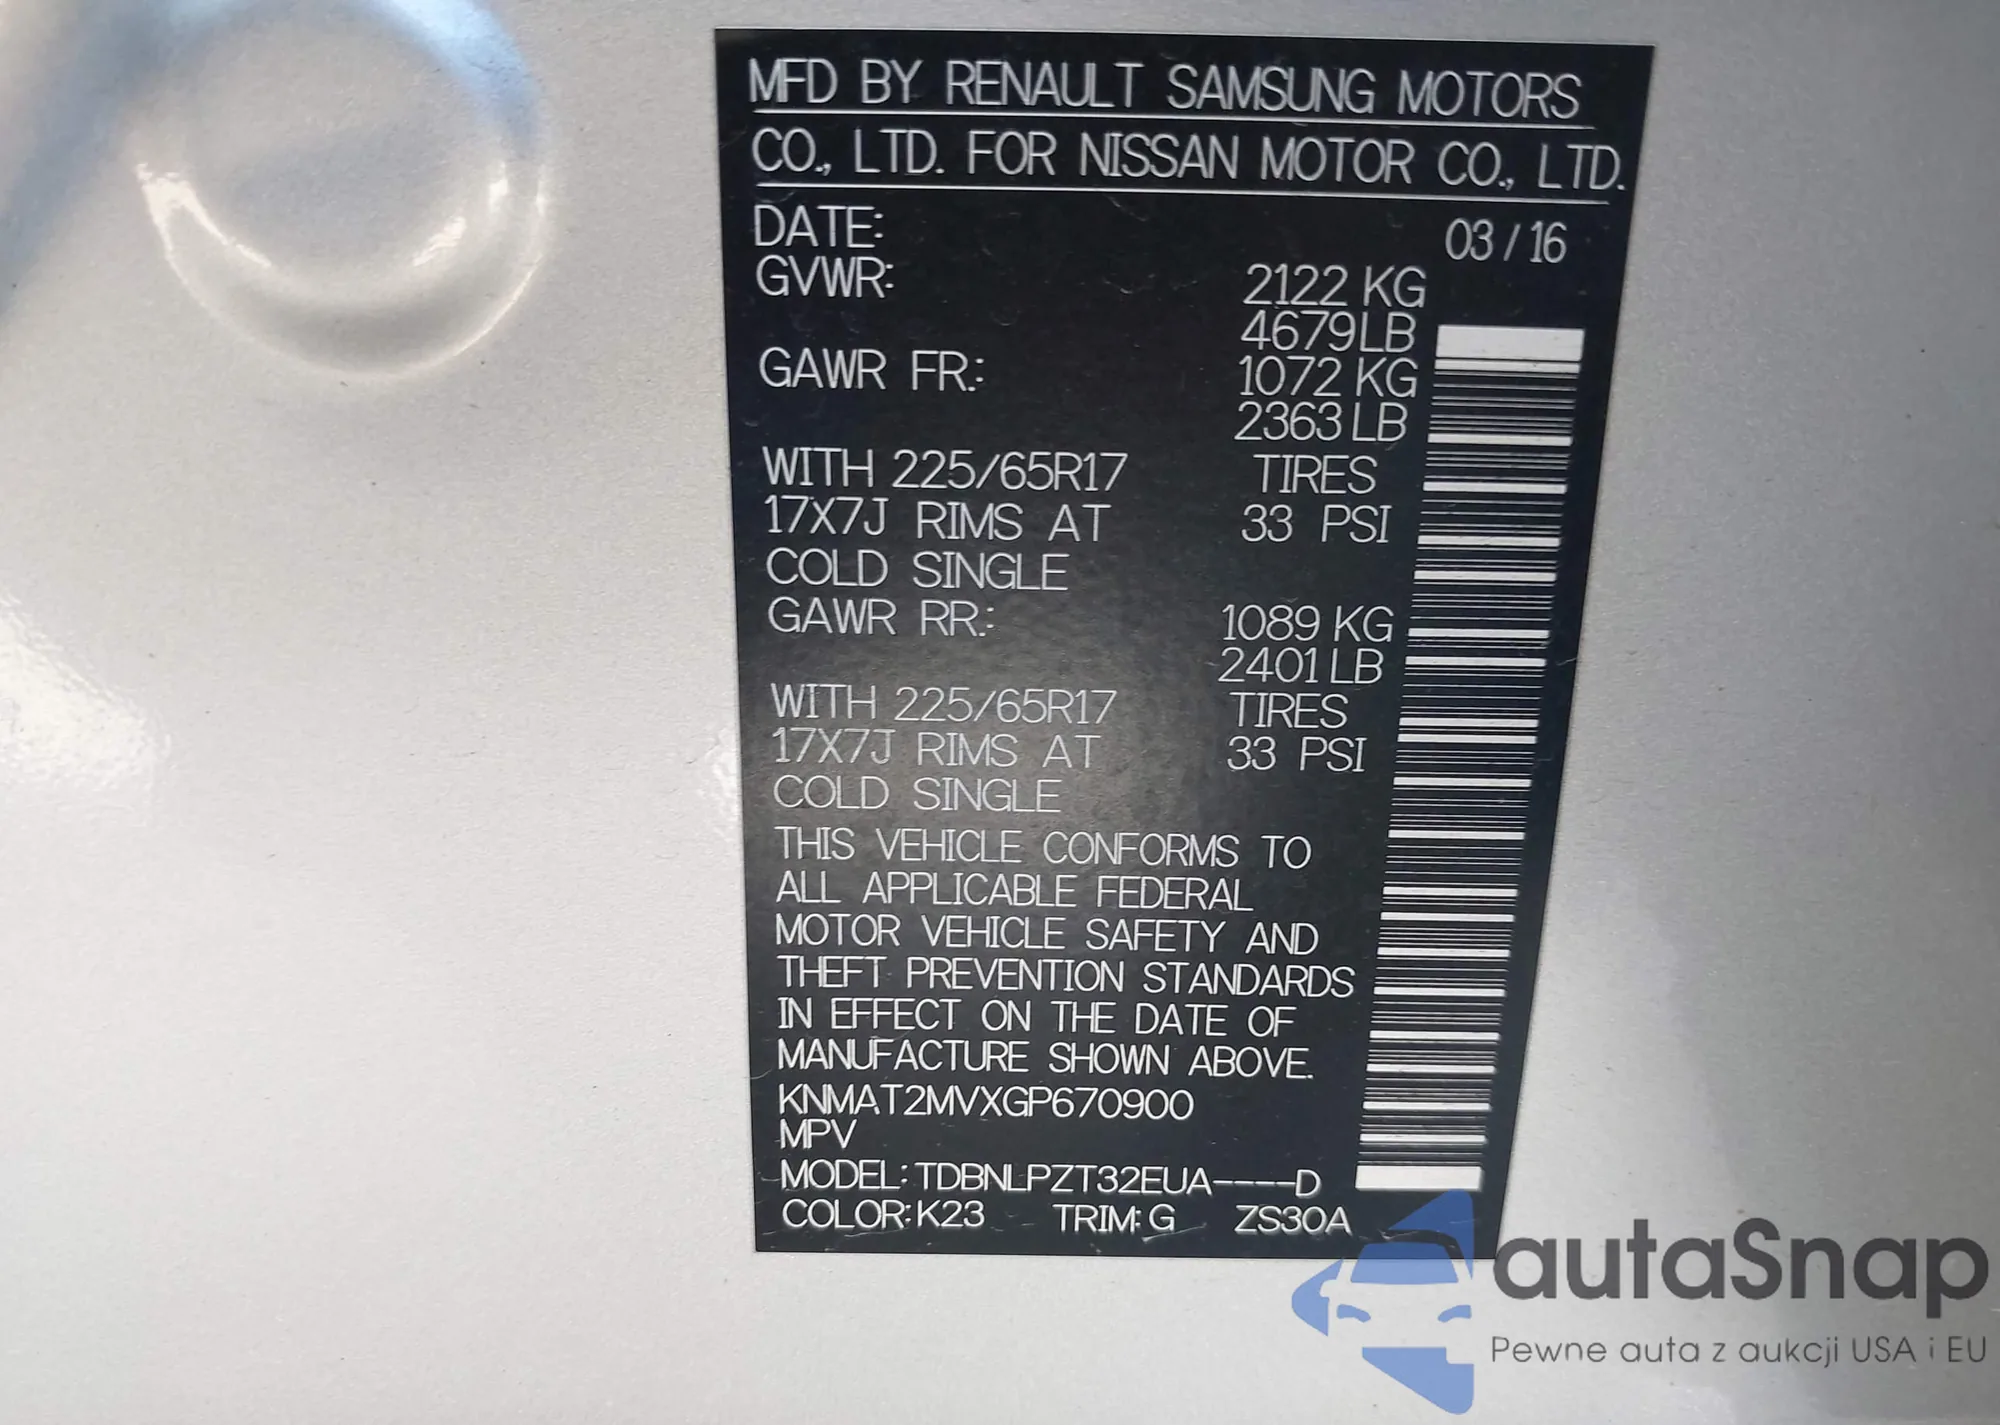 MFD BY RENAULT SAMSUNG MOTORS
CO., LTD. FOR NISSAN MOTOR CO., LTD.
DATE: 03 / 16
GVWR: 2122 KG
4679 LB
GAWR FR.: 1072 KG
2363 LB
WITH 225/65R17 TIRES
17X7J RIMS AT 33 PSI
COLD SINGLE
GAWR RR.: 1089 KG
2401 LB
WITH 225/65R17 TIRES
17X7J RIMS AT 33 PSI
COLD SINGLE
THIS VEHICLE CONFORMS TO
ALL APPLICABLE FEDERAL
MOTOR VEHICLE SAFETY AND
THEFT PREVENTION STANDARDS
IN EFFECT ON THE DATE OF
MANUFACTURE SHOWN ABOVE.
KNMAT2MVXGP670900
MPV
MODEL: TDBNLPZT32EUA----D
COLOR: K23 TRIM: G ZS30A
autaSnap
Pewne auta z aukcji USA i EU